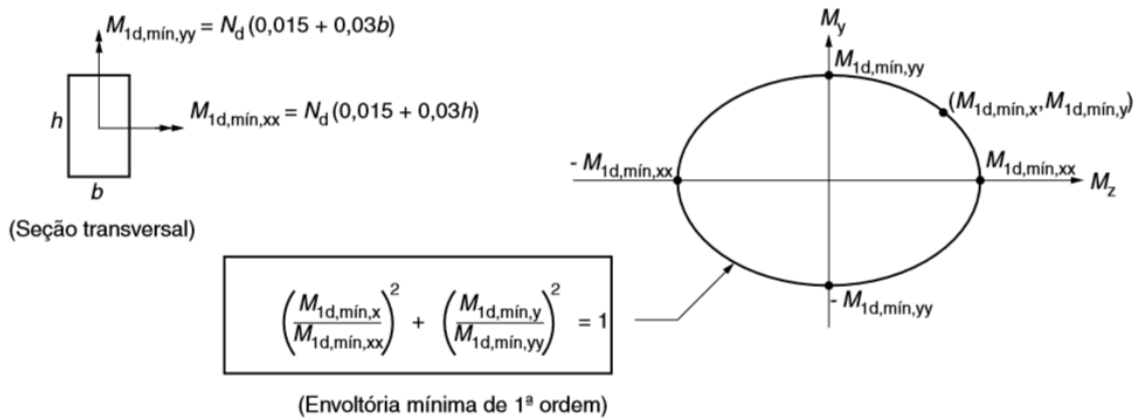 M1d,mín,yy = Nd (0,015 + 0,03b)
h
M1d,mín,xx = Nd (0,015 + 0,03h)
b
(Seção transversal)
My
M1d,mín,yy
(M1d,mín,x, M1d,mín,y)
- M1d,mín,xx
M1d,mín,xx
Mz
- M1d,mín,yy
(M1d,mín,x / M1d,mín,xx)² + (M1d,mín,y / M1d,mín,yy)² = 1
(Envoltória mínima de 1ª ordem)